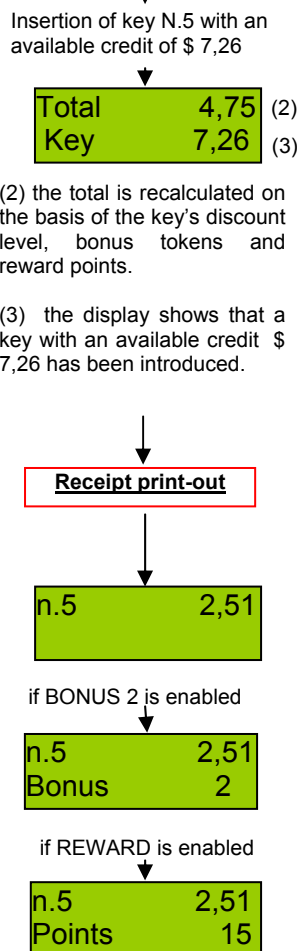 Insertion of key N.5 with an
available credit of $ 7,26
Total 4,75 (2)
Key 7,26 (3)
(2) the total is recalculated on
the basis of the key's discount
level, bonus tokens and
reward points.
(3) the display shows that a
key with an available credit $
7,26 has been introduced.
Receipt print-out
n.5 2,51
if BONUS 2 is enabled
n.5 2,51
Bonus 2
if REWARD is enabled
n.5 2,51
Points 15